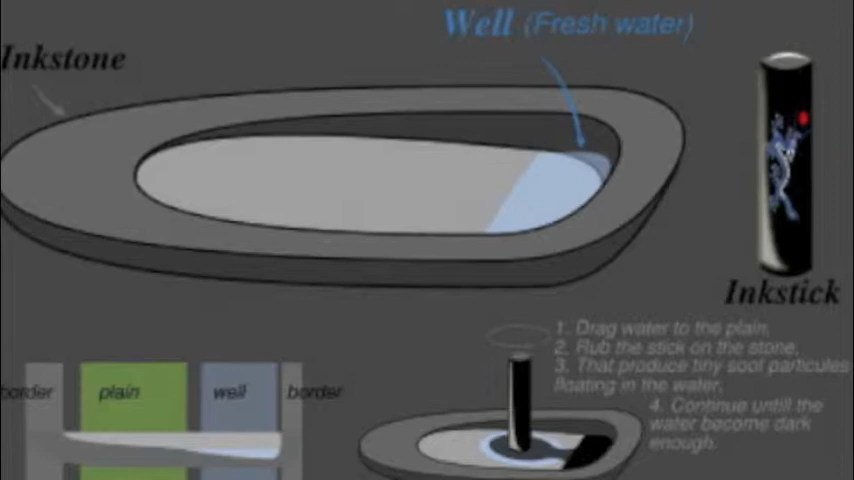 Well (Fresh water)
Inkstone
Inkstick
1. Drag water to the plain,
2. Rub the stick on the stone,
3. That produce tiny soot particules
floating in the water,
4. Continue untill the
water become dark
enough.
border plain well border